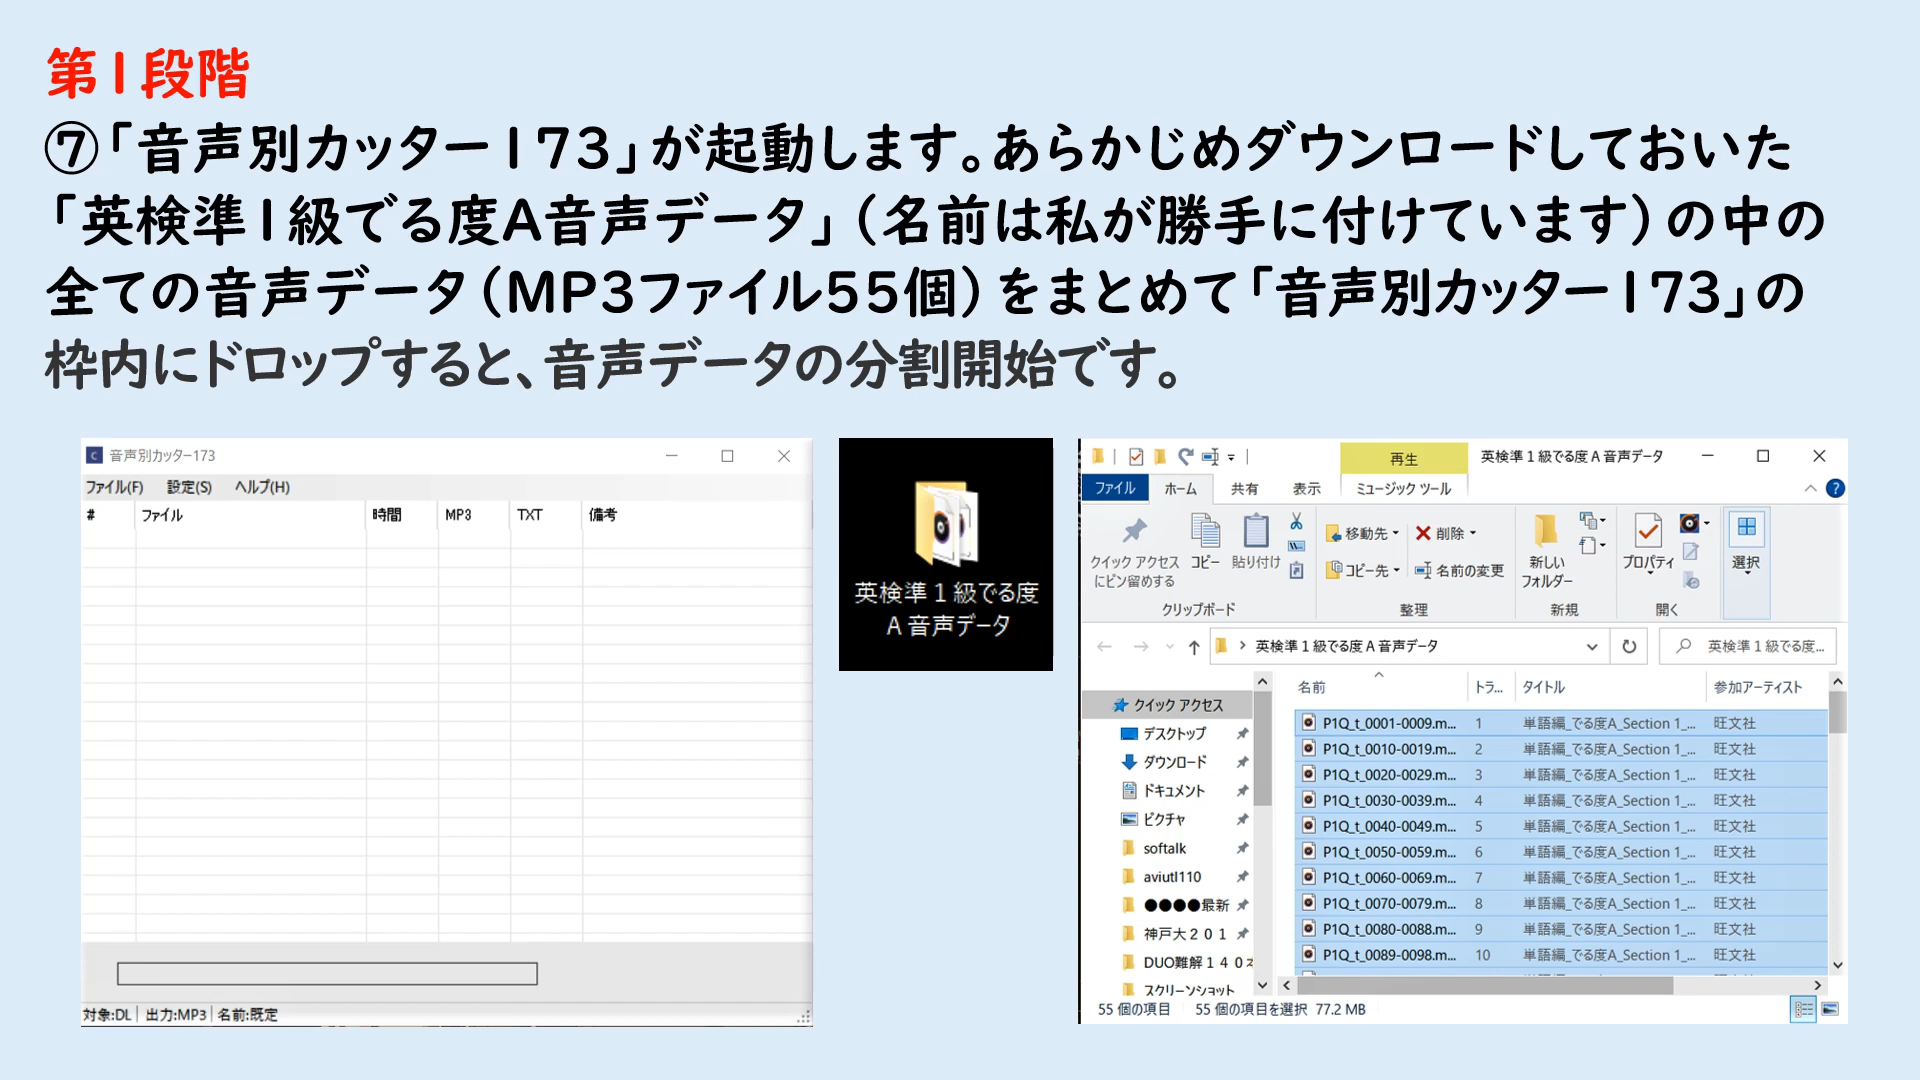 第1段階
⑦「音声別カッター173」が起動します。あらかじめダウンロードしておいた
「英検準1級でる度A音声データ」（名前は私が勝手に付けています）の中の
全ての音声データ（MP3ファイル55個）をまとめて「音声別カッター173」の
枠内にドロップすると、音声データの分割開始です。
音声別カッター173
ファイル(F) 設定(S) ヘルプ(H)
# ファイル 時間 MP3 TXT 備考
対象:DL 出力:MP3 名前:既定
英検準１級でる度
A 音声データ
再生 英検準１級でる度 A 音声データ
ファイル ホーム 共有 表示 ミュージック ツール
クイック アクセス
にピン留めする
コピー 貼り付け
移動先 削除
コピー先 名前の変更
新しい
フォルダー
プロパティ 選択
クリップボード 整理 新規 開く
英検準１級でる度 A 音声データ 英検準１級でる度...
名前 トラ... タイトル 参加アーティスト
クイック アクセス
デスクトップ
ダウンロード
ドキュメント
ピクチャ
softalk
aviutl110
●●●●最新
神戸大２０１
DUO難解１４０
スクリーンショット
P1Q_t_0001-0009.m... 1 単語編_でる度A_Section 1_... 旺文社
P1Q_t_0010-0019.m... 2 単語編_でる度A_Section 1_... 旺文社
P1Q_t_0020-0029.m... 3 単語編_でる度A_Section 1_... 旺文社
P1Q_t_0030-0039.m... 4 単語編_でる度A_Section 1_... 旺文社
P1Q_t_0040-0049.m... 5 単語編_でる度A_Section 1_... 旺文社
P1Q_t_0050-0059.m... 6 単語編_でる度A_Section 1_... 旺文社
P1Q_t_0060-0069.m... 7 単語編_でる度A_Section 1_... 旺文社
P1Q_t_0070-0079.m... 8 単語編_でる度A_Section 1_... 旺文社
P1Q_t_0080-0088.m... 9 単語編_でる度A_Section 1_... 旺文社
P1Q_t_0089-0098.m... 10 単語編_でる度A_Section 1_... 旺文社
55 個の項目 55 個の項目を選択 77.2 MB